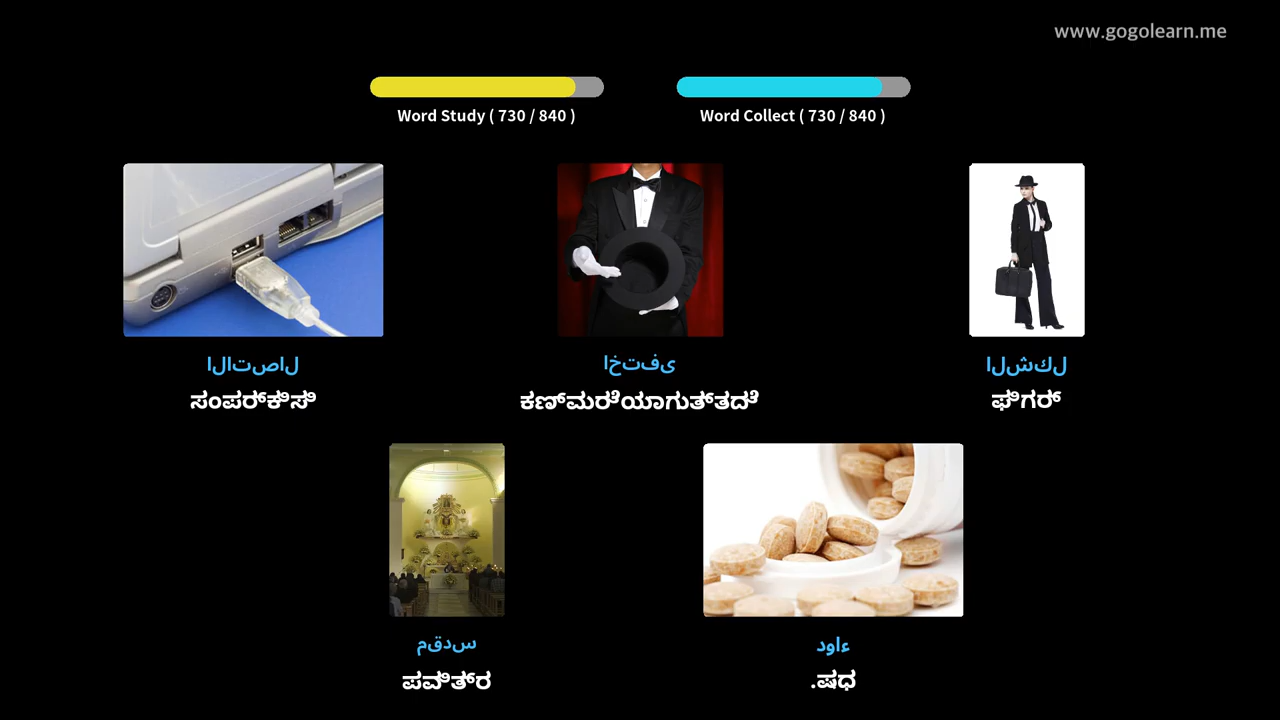 www.gogolearn.me
Word Study ( 730 / 840 )
Word Collect ( 730 / 840 )
الاتصال
ಸಂಪರ್ಕಿಸಿ
اختفى
ಕಣ್ಮರೆಯಾಗುತ್ತದೆ
الشكل
ಫಿಗರ್
مقدس
ಪವಿತ್ರ
دواء
.ಷಧ